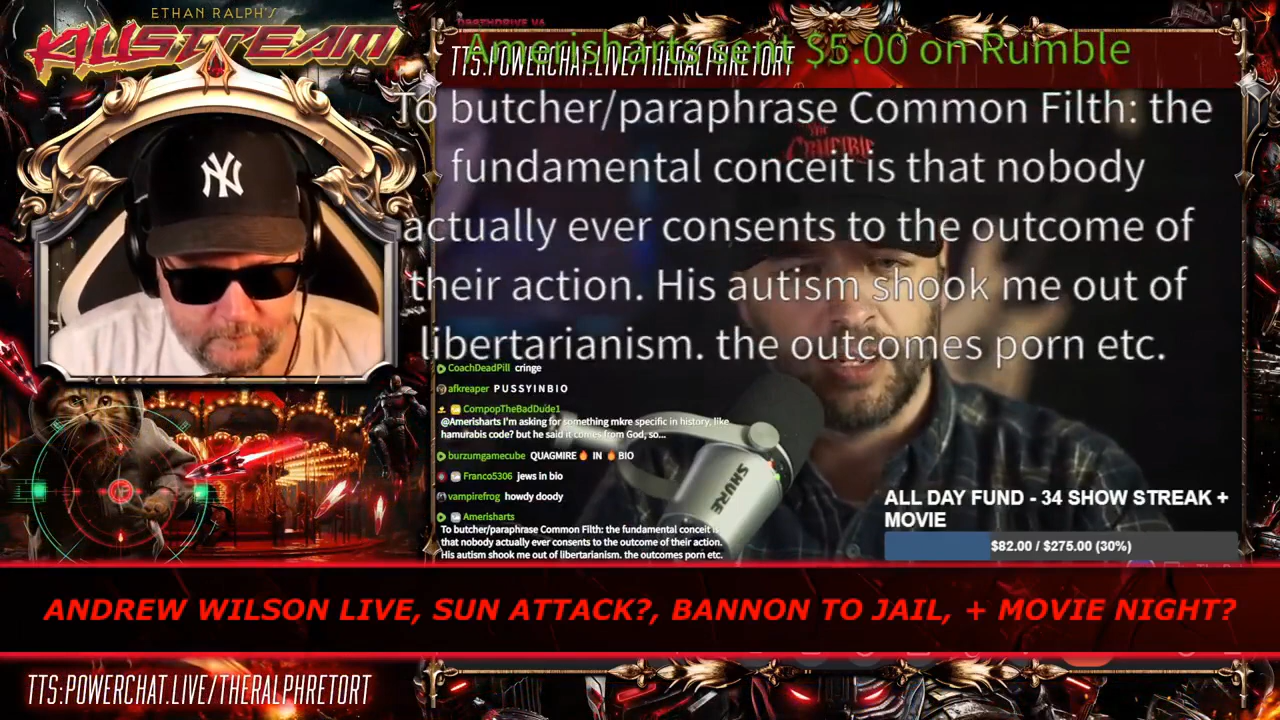 ETHAN RALPH'S
KILLSTREAM
Amerisharts sent $5.00 on Rumble
TTS:POWERCHAT.LIVE/THERALPHRETORT
To butcher/paraphrase Common Filth: the
fundamental conceit is that nobody
actually ever consents to the outcome of
their action. His autism shook me out of
libertarianism. the outcomes porn etc.
THE CRUCIBLE
NY
CoachDeadPill cringe
afkreaper P U S S Y I N B I O
CompopTheBadDude1
@Amerisharts I'm asking for something mkre specific in history, like
hamurabis code? but he said it comes from God, so...
burzumgamecube QUAGMIRE🔥 IN 🔥BIO
Franco5306 jews in bio
vampirefrog howdy doody
Amerisharts
To butcher/paraphrase Common Filth: the fundamental conceit is
that nobody actually ever consents to the outcome of their action.
His autism shook me out of libertarianism. the outcomes porn etc.
SHURE
ALL DAY FUND - 34 SHOW STREAK +
MOVIE
$82.00 / $275.00 (30%)
ANDREW WILSON LIVE, SUN ATTACK?, BANNON TO JAIL, + MOVIE NIGHT?
TTS:POWERCHAT.LIVE/THERALPHRETORT